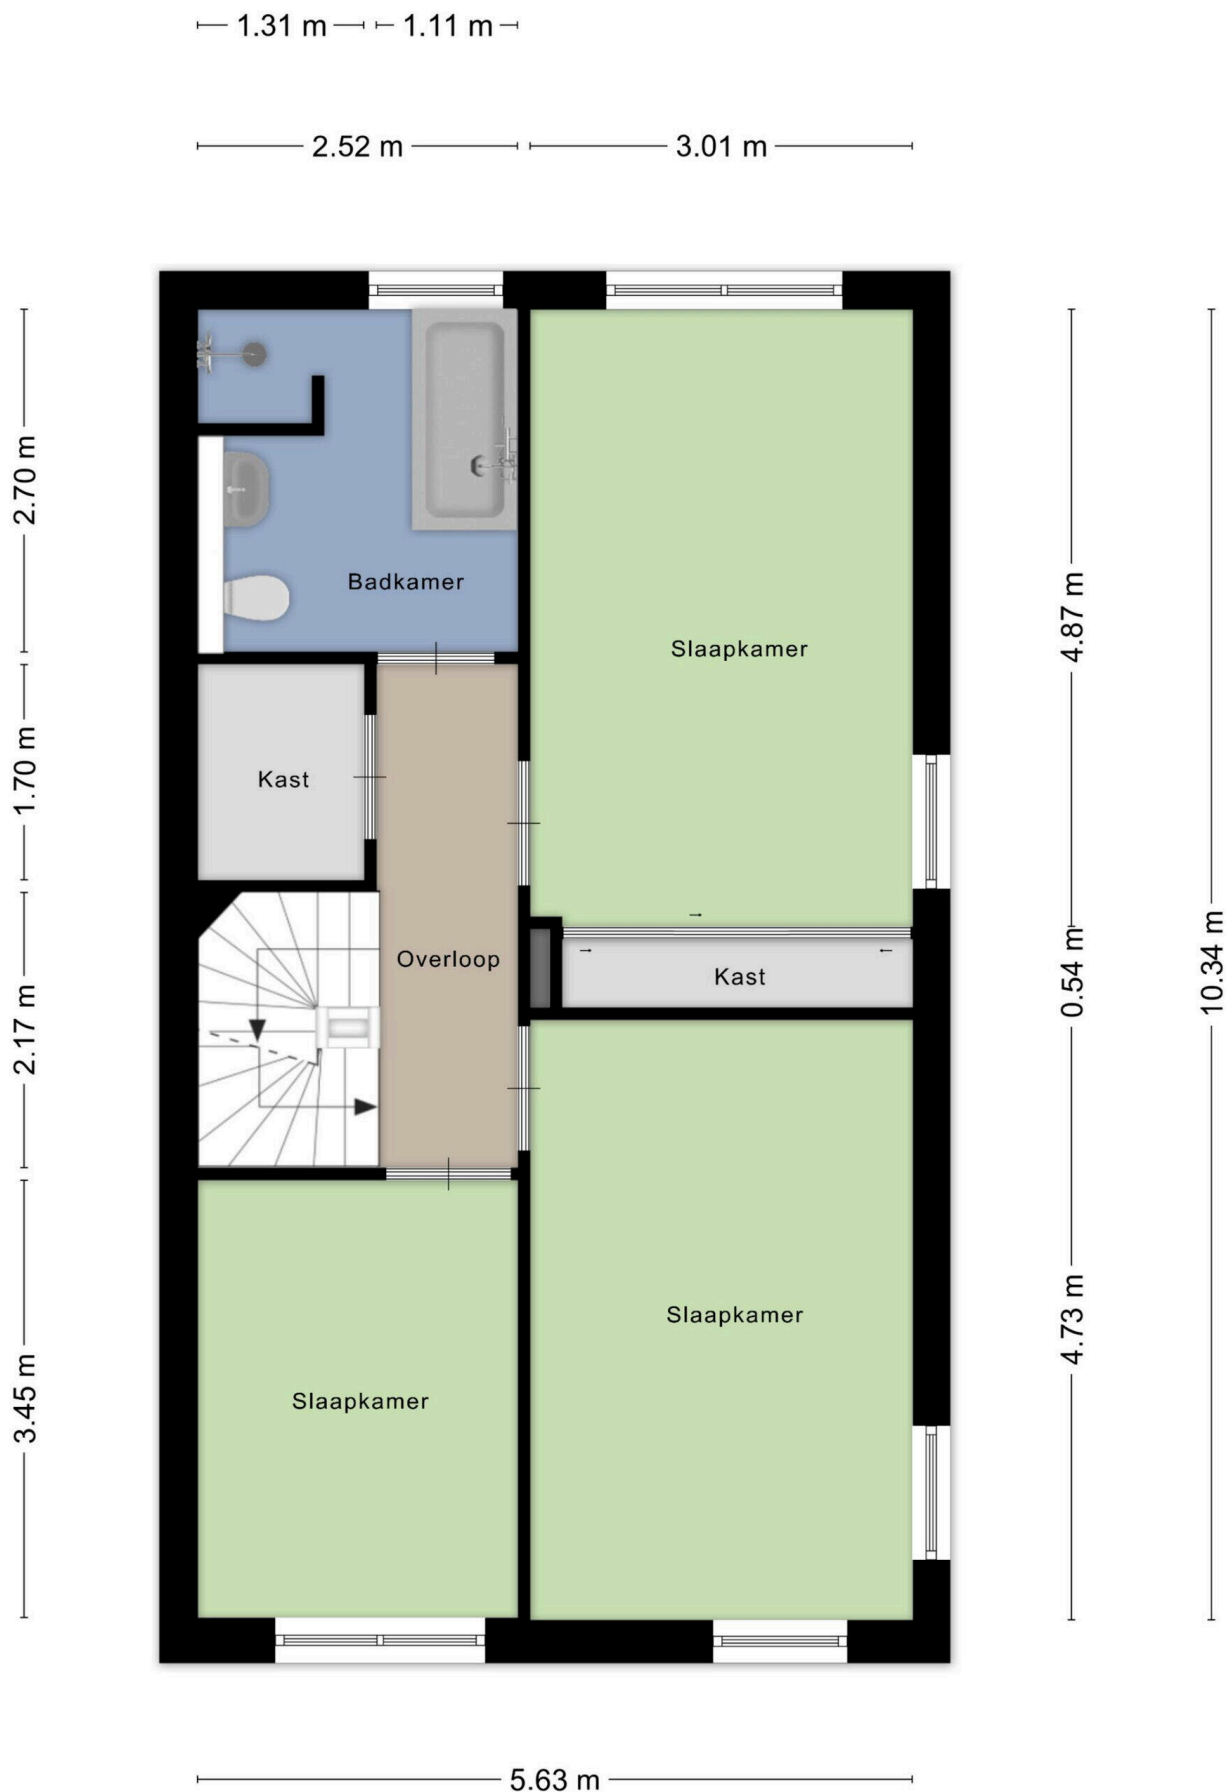 1.31 m
1.11 m
2.52 m
3.01 m
2.70 m
Badkamer
4.87 m
Slaapkamer
1.70 m
Kast
Overloop
0.54 m
10.34 m
Kast
2.17 m
4.73 m
Slaapkamer
3.45 m
Slaapkamer
5.63 m